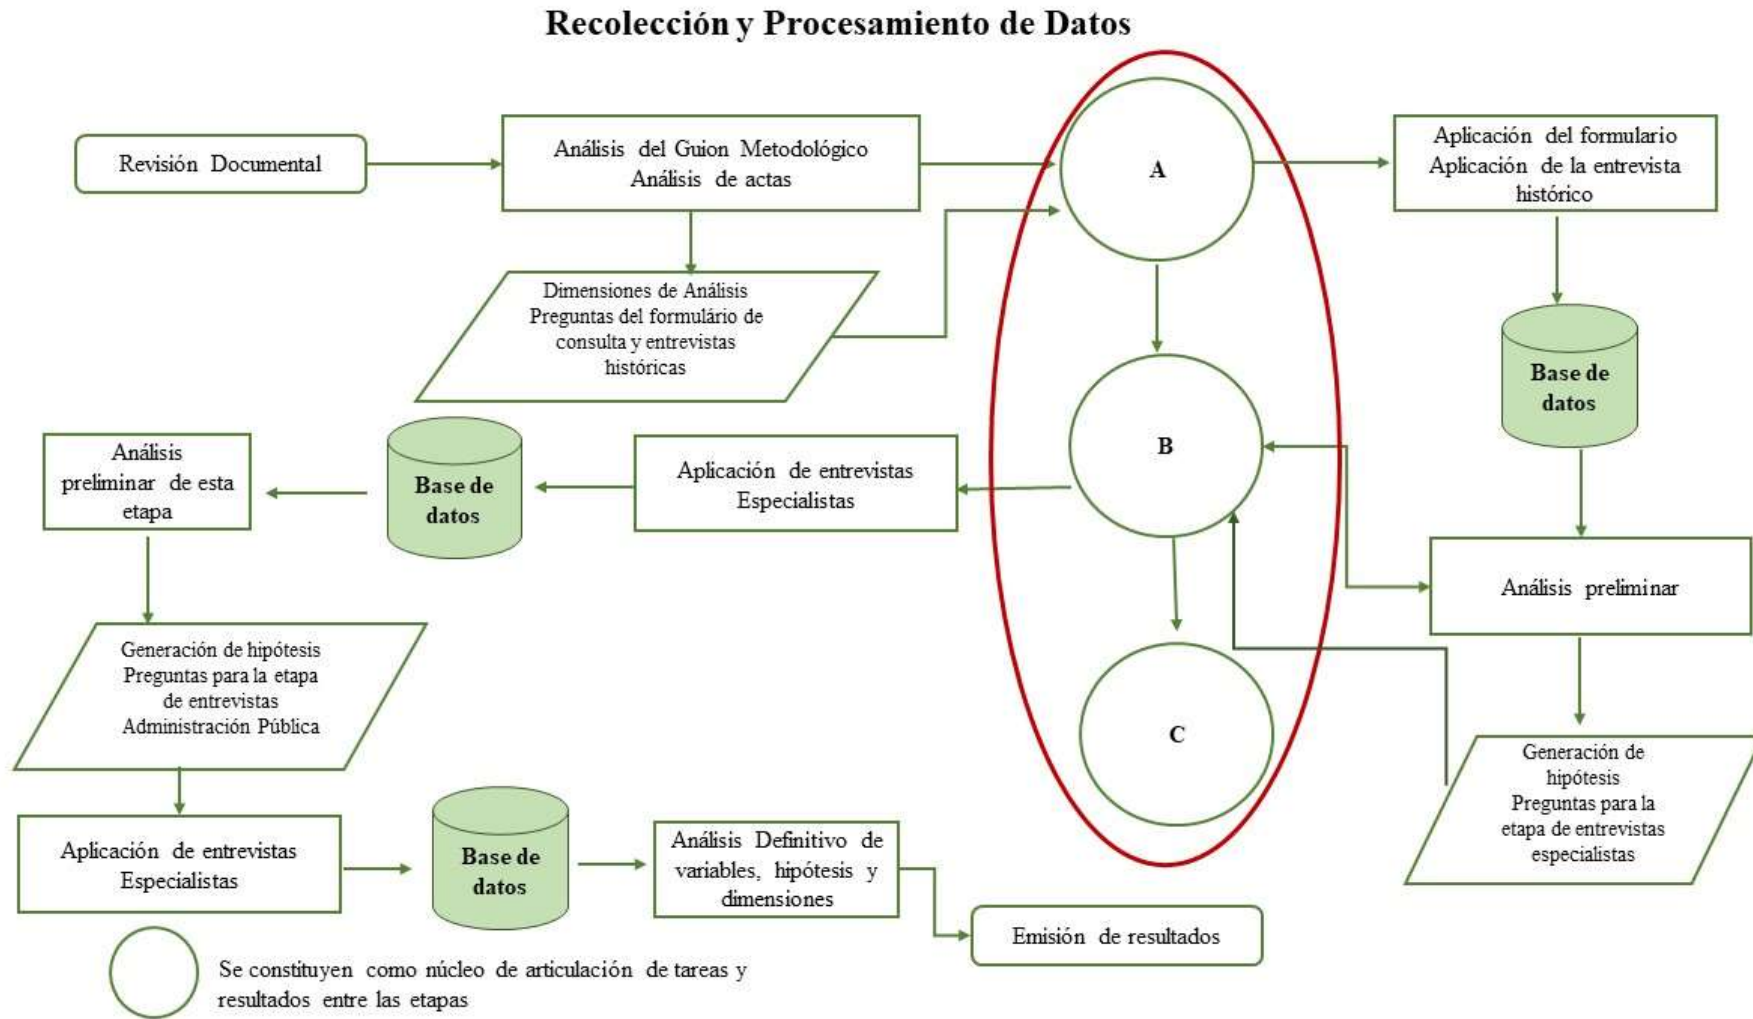 Recolección y Procesamiento de Datos
Revisión Documental
Análisis del Guion Metodológico
Análisis de actas
A
Aplicación del formulario
Aplicación de la entrevista
histórico
Dimensiones de Análisis
Preguntas del formulário de
consulta y entrevistas
históricas
Base de
datos
Análisis
preliminar de esta
etapa
Base de
datos
Aplicación de entrevistas
Especialistas
B
Análisis preliminar
Generación de hipótesis
Preguntas para la etapa
de entrevistas
Administración Pública
C
Generación de
hipótesis
Preguntas para la
etapa de entrevistas
especialistas
Aplicación de entrevistas
Especialistas
Base de
datos
Análisis Definitivo de
variables, hipótesis y
dimensiones
Emisión de resultados
Se constituyen como núcleo de articulación de tareas y
resultados entre las etapas